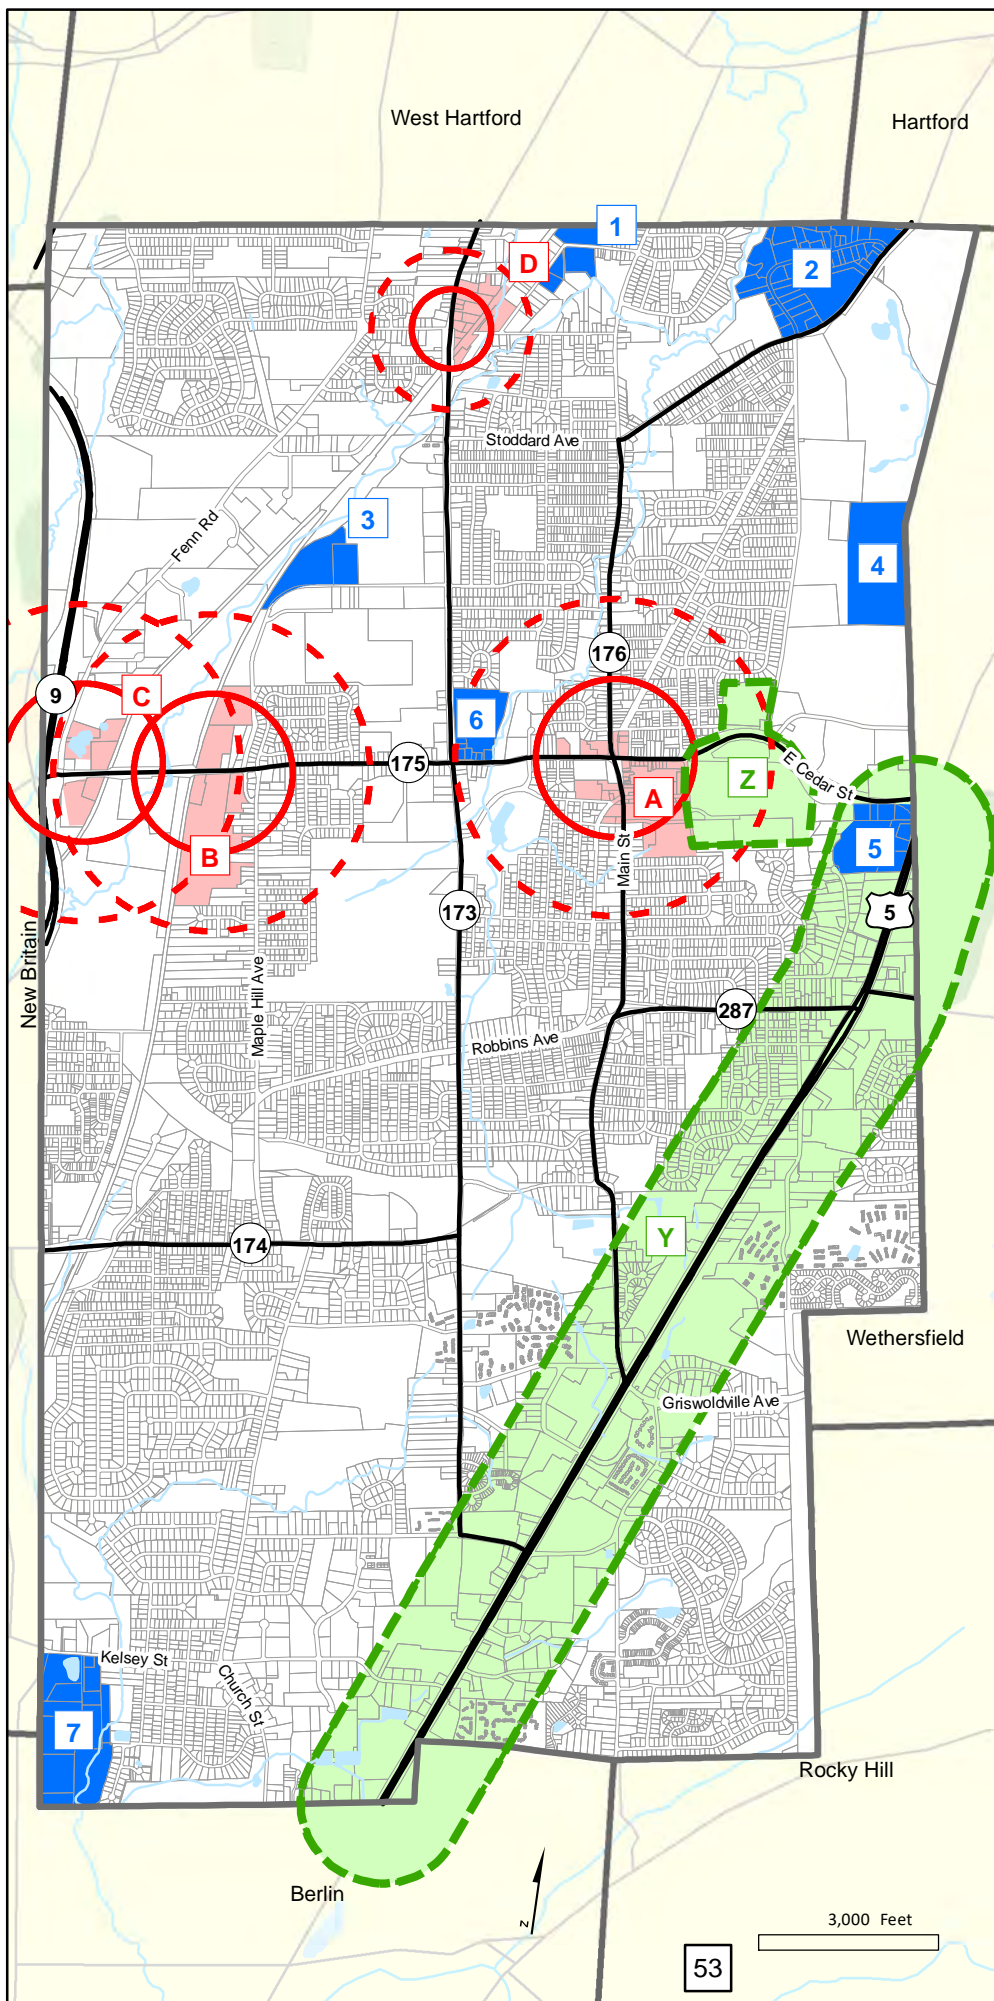 West Hartford
Hartford
1
D
2
Stoddard Ave
3
Fenn Rd
4
176
9
C
6
175
Z
E Cedar St
A
B
5
Main St
173
5
New Britain
Maple Hill Ave
287
Robbins Ave
174
Y
Wethersfield
Griswoldville Ave
Kelsey St
Church St
7
Rocky Hill
Berlin
z
3,000 Feet
53